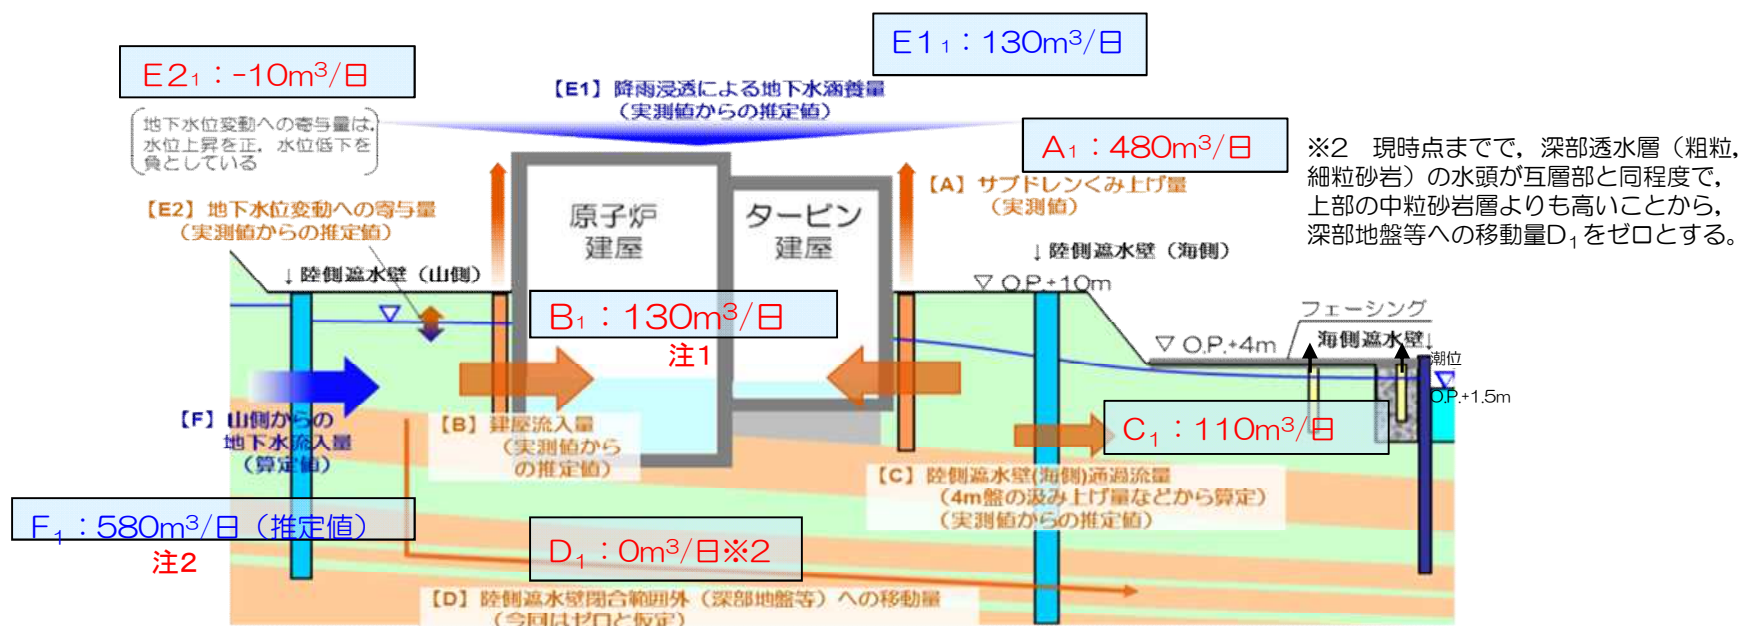 E1₁：130m³/日
E2₁：-10m³/日
【E1】降雨浸透による地下水涵養量
（実測値からの推定値）
地下水位変動への寄与量は,
水位上昇を正，水位低下を
負としている
A₁：480m³/日
※2　現時点までで，深部透水層（粗粒,
細粒砂岩）の水頭が互層部と同程度で,
上部の中粒砂岩層よりも高いことから,
深部地盤等への移動量D₁をゼロとする。
【A】サブドレンくみ上げ量
（実測値）
【E2】地下水位変動への寄与量
（実測値からの推定値）
原子炉
建屋
タービン
建屋
↓陸側遮水壁（山側）
↓陸側遮水壁（海側）
▽ O.P.+10m
B₁：130m³/日
注1
フェーシング
▽ O.P.+4m
海側遮水壁↓
潮位
O.P.+1.5m
【F】山側からの
地下水流入量
（算定値）
【B】建屋流入量
（実測値から
の推定値）
C₁：110m³/日
【C】陸側遮水壁(海側)通過流量
（4m盤の汲み上げ量などから算定）
（実測値からの推定値）
F₁：580m³/日（推定値）
注2
D₁：0m³/日※2
【D】陸側遮水壁閉合範囲外（深部地盤等）への移動量
（今回はゼロと仮定）